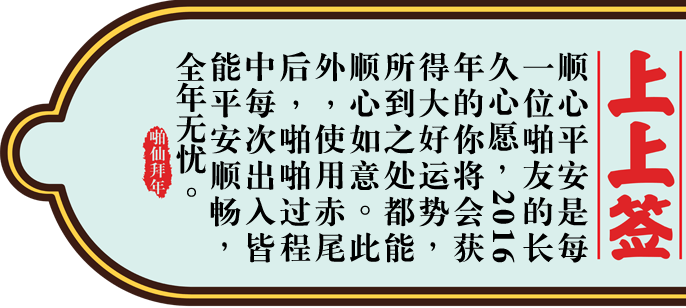 上上签
顺心平安是每
一位啪友的长
久心愿，2016
年的你将会获
得大好运势，
所到之处都能
顺心如意。此
外，使用赤尾
后，啪啪过程
中每次出入皆
能平安顺畅，
全年无忧。
啪仙拜年